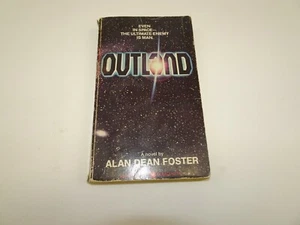 EVEN
IN SPACE—
THE ULTIMATE ENEMY
IS MAN.
OUTLAND
A novel by
ALAN DEAN FOSTER